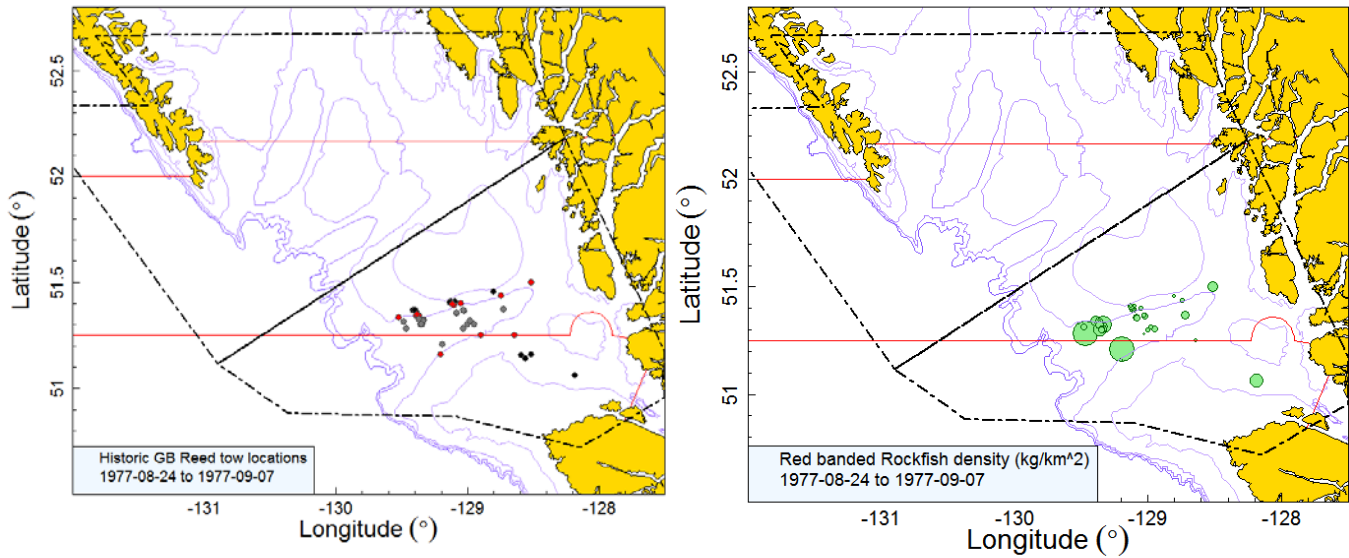 52.5
52
51.5
51
Latitude (°)
Historic GB Reed tow locations
1977-08-24 to 1977-09-07
-131
-130
-129
-128
Longitude (°)
52.5
52
51.5
51
Latitude (°)
Red banded Rockfish density (kg/km^2)
1977-08-24 to 1977-09-07
-131
-130
-129
-128
Longitude (°)